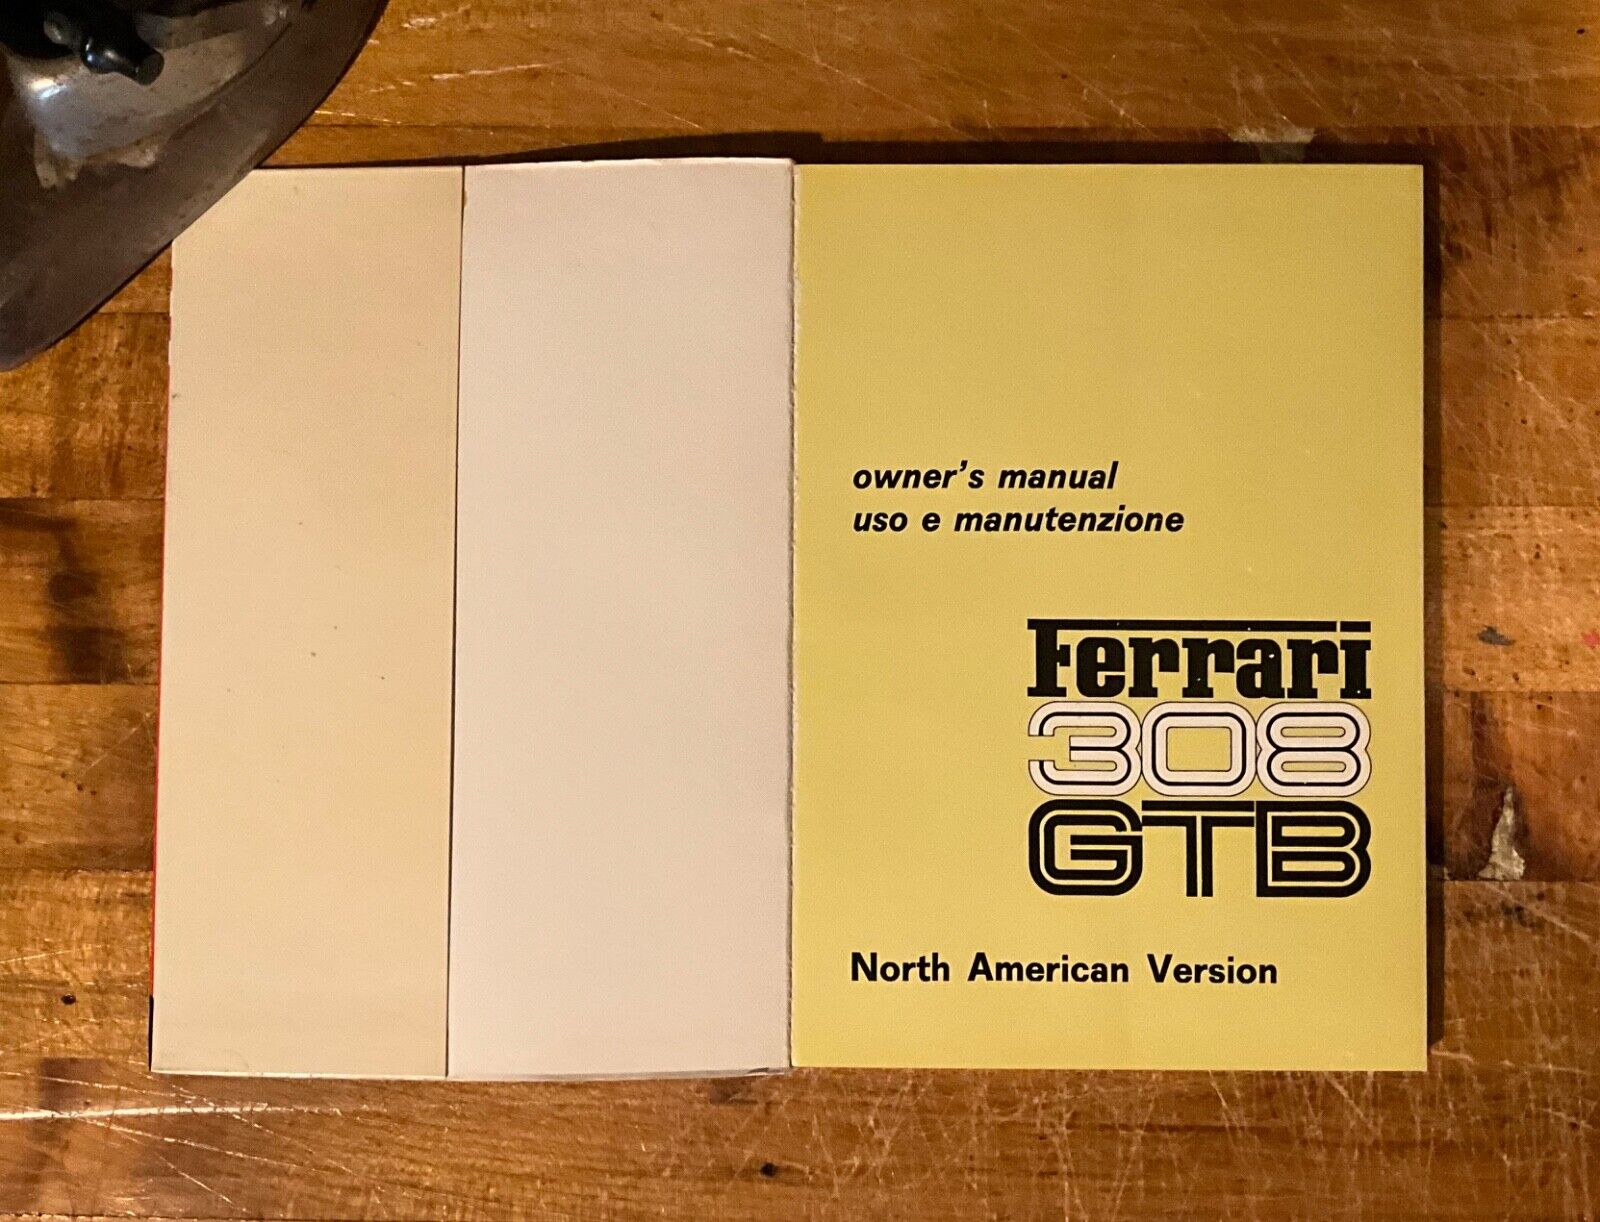 owner's manual
uso e manutenzione
Ferrari
308
GTB
North American Version